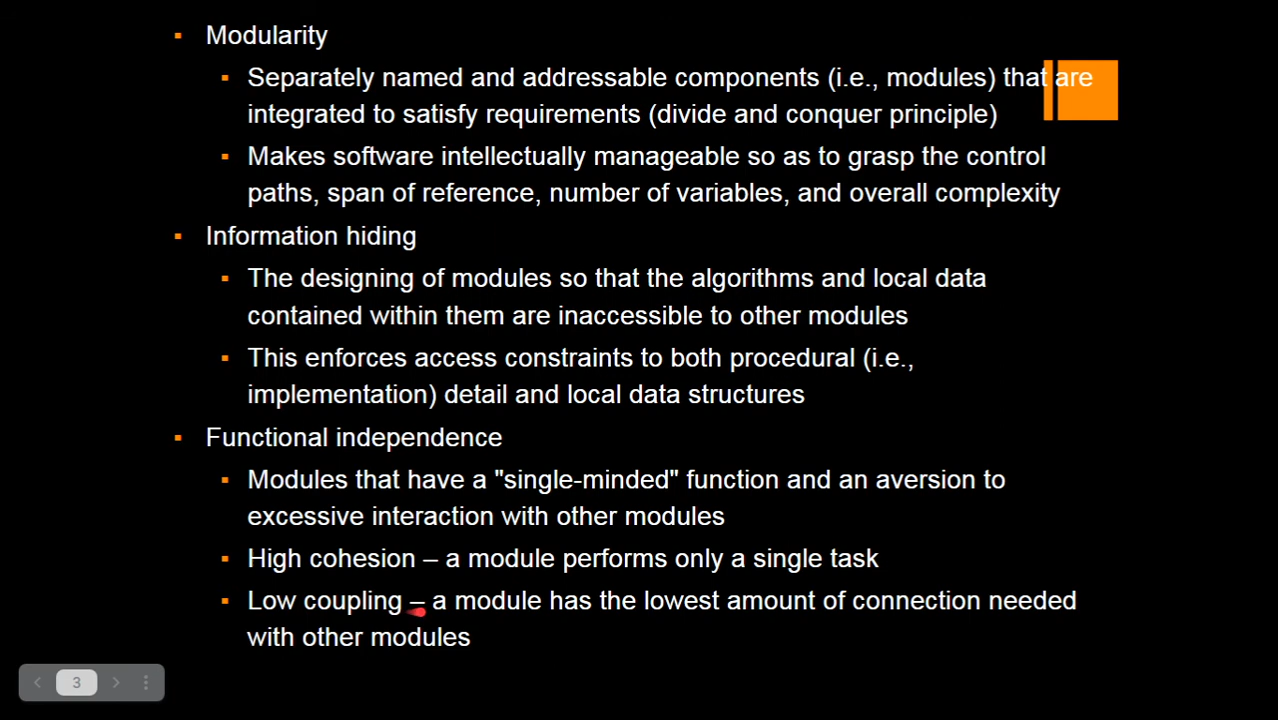 ▪ Modularity
▪ Separately named and addressable components (i.e., modules) that are
integrated to satisfy requirements (divide and conquer principle)
▪ Makes software intellectually manageable so as to grasp the control
paths, span of reference, number of variables, and overall complexity
▪ Information hiding
▪ The designing of modules so that the algorithms and local data
contained within them are inaccessible to other modules
▪ This enforces access constraints to both procedural (i.e.,
implementation) detail and local data structures
▪ Functional independence
▪ Modules that have a "single-minded" function and an aversion to
excessive interaction with other modules
▪ High cohesion – a module performs only a single task
▪ Low coupling – a module has the lowest amount of connection needed
with other modules
3